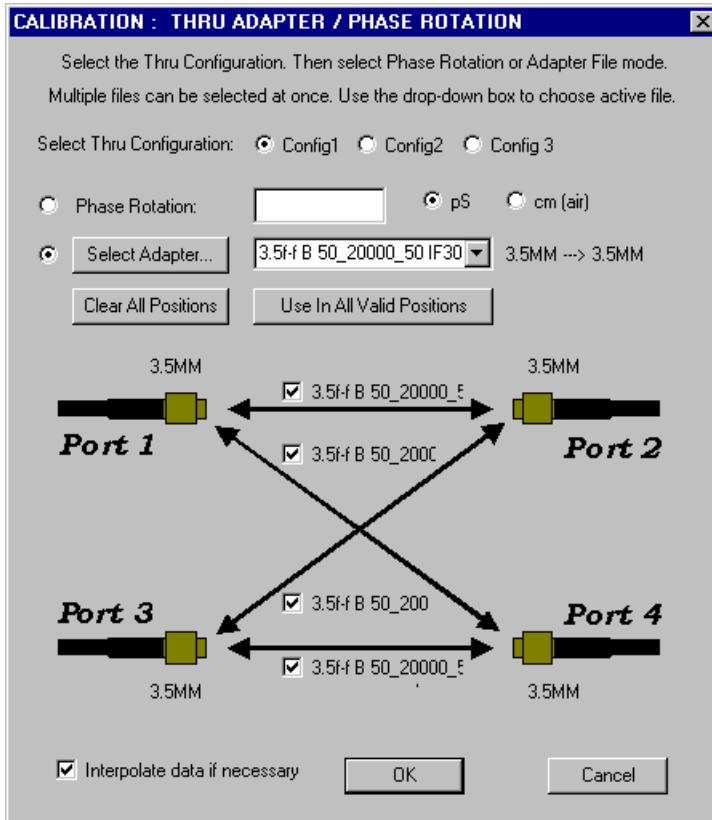 CALIBRATION : THRU ADAPTER / PHASE ROTATION
Select the Thru Configuration. Then select Phase Rotation or Adapter File mode.
Multiple files can be selected at once. Use the drop-down box to choose active file.
Select Thru Configuration: Config1 Config2 Config 3
Phase Rotation: pS cm (air)
Select Adapter... 3.5f-f B 50_20000_50 IF30 3.5MM ---> 3.5MM
Clear All Positions Use In All Valid Positions
3.5MM 3.5MM
3.5f-f B 50_20000_5
Port 1 Port 2
3.5f-f B 50_200
3.5f-f B 50_200
Port 3 Port 4
3.5f-f B 50_20000_5
3.5MM 3.5MM
Interpolate data if necessary OK Cancel